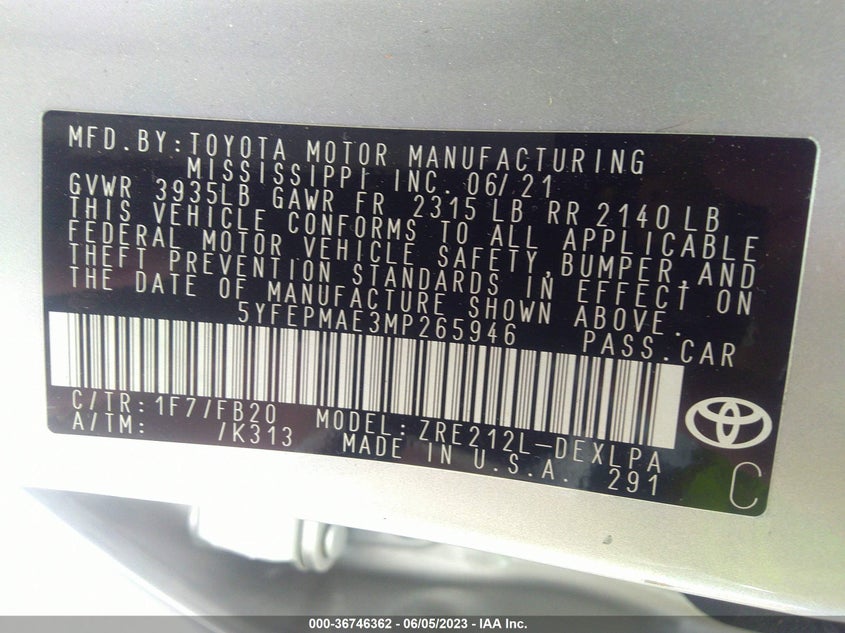 MFD.BY:TOYOTA MOTOR MANUFACTURING
MISSISSIPPI INC. 06/21
GVWR 3935LB GAWR FR 2315 LB RR 2140 LB
THIS VEHICLE CONFORMS TO ALL APPLICABLE
FEDERAL MOTOR VEHICLE SAFETY,BUMPER,AND
THEFT PREVENTION STANDARDS IN EFFECT ON
THE DATE OF MANUFACTURE SHOWN ABOVE.
5YFEPMAE3MP265946 PASS.CAR
C/TR:1F7/FB20 MODEL:ZRE212L-DEXLPA
A/TM: /K313 MADE IN U.S.A. 291
C
000-36746362 - 06/05/2023 - IAA Inc.